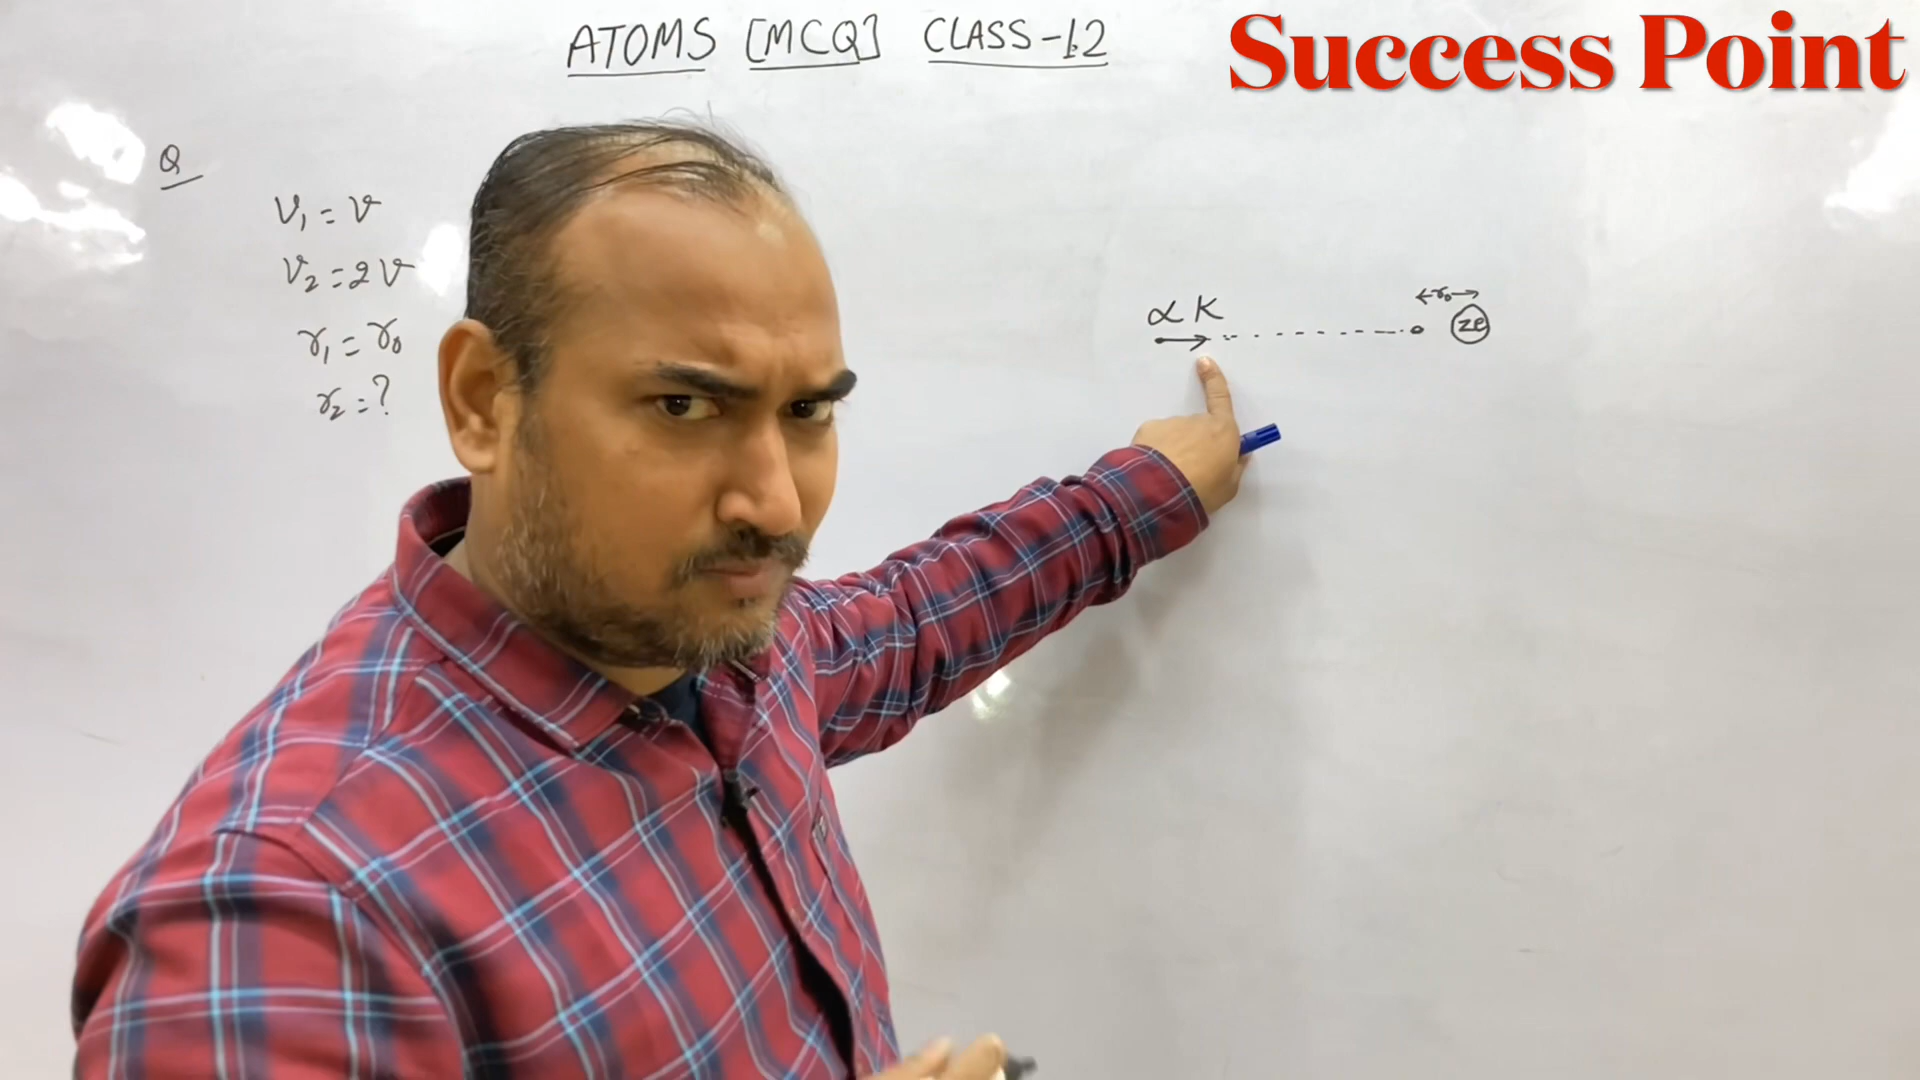 ATOMS [MCQ] CLASS-12
Success Point
Q
V₁ = V
V₂ = 2V
r₁ = r₀
r₂ = ?
α K
r₀
ze